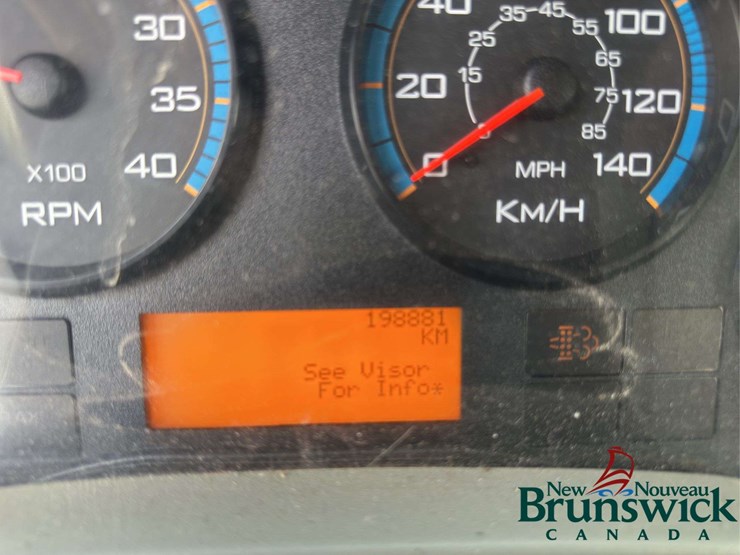 30
35
40
X100
RPM
40
20
0
100
120
140
5
15
25
35
45
55
65
75
85
MPH
KM/H
198881
KM
See Visor
For Info*
New Nouveau
Brunswick
CANADA